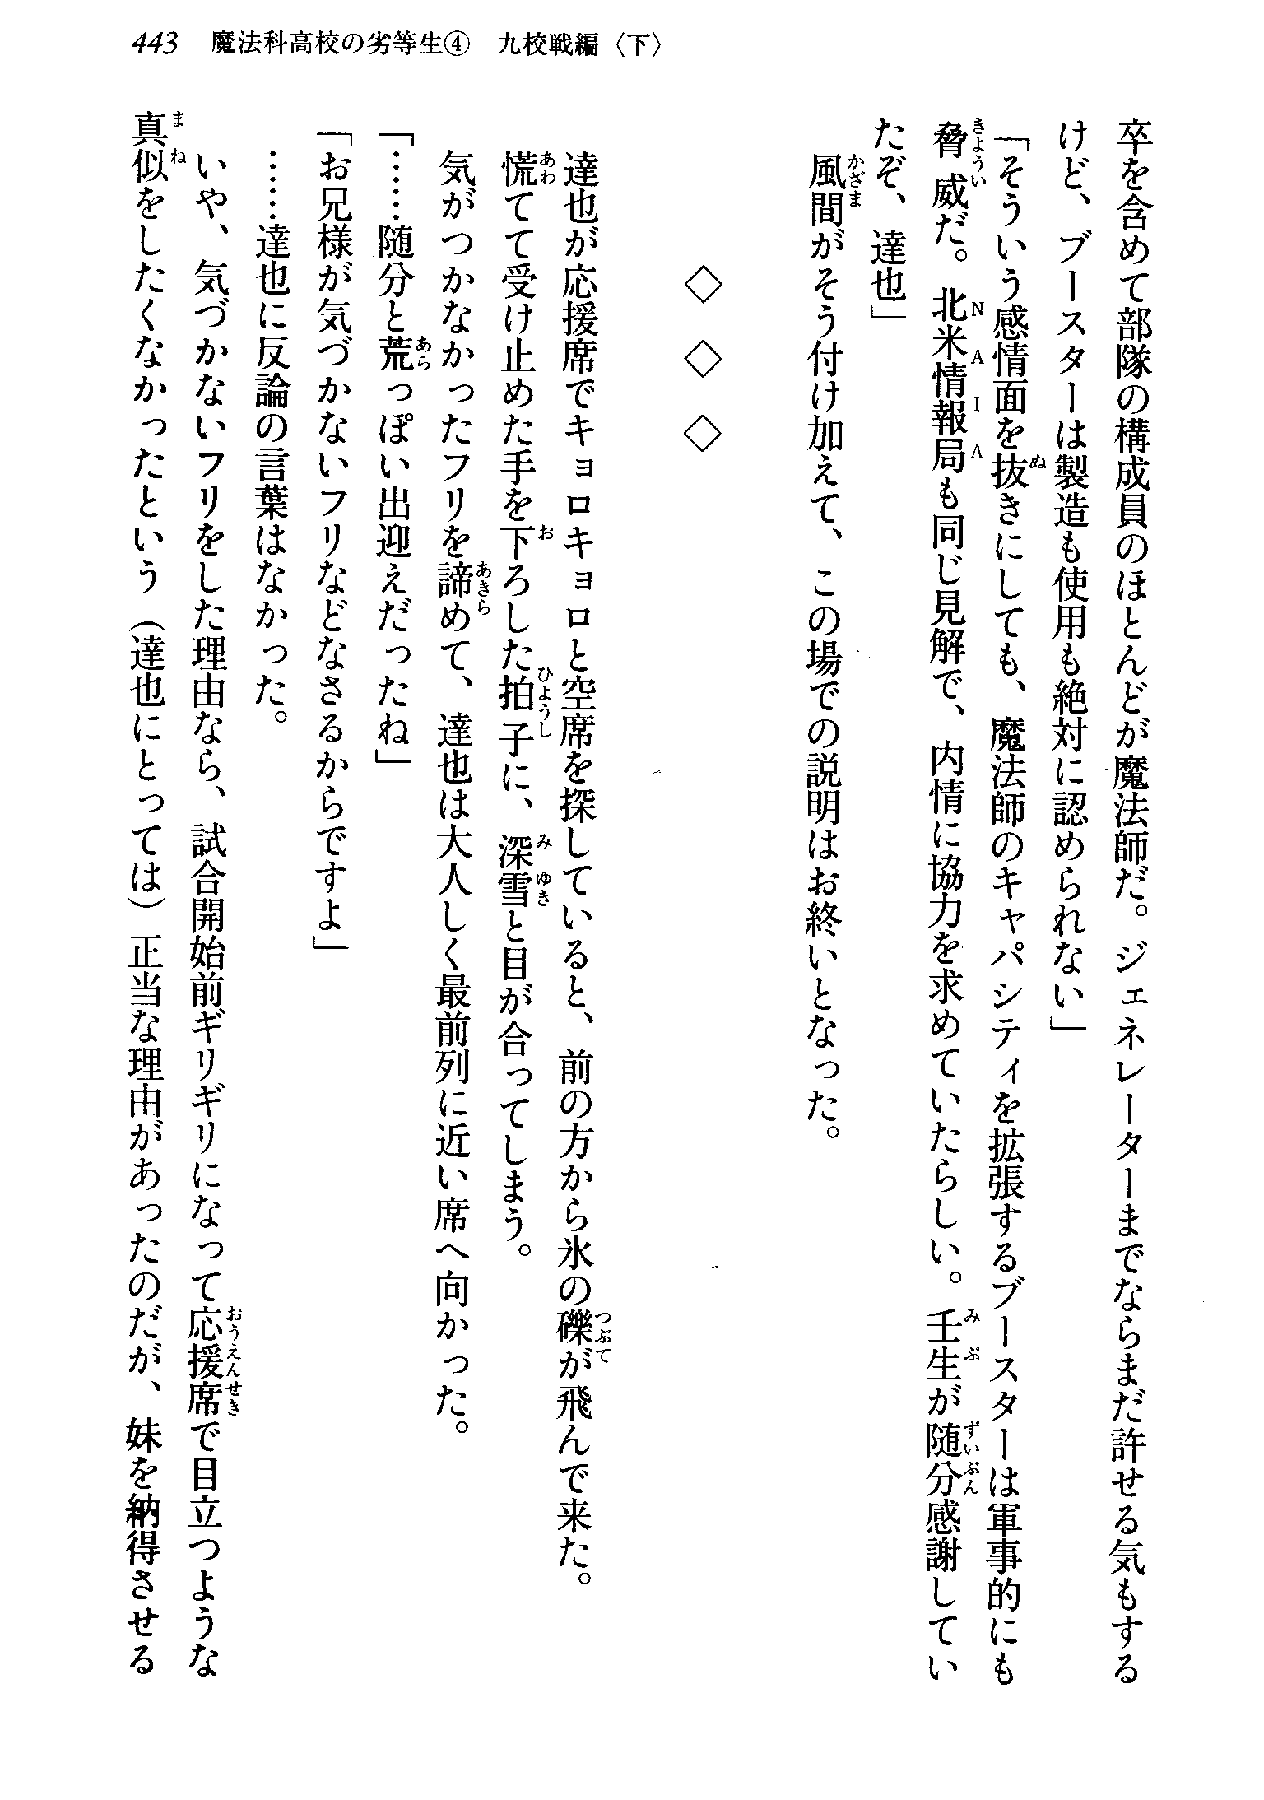 443 魔法科高校の劣等生④ 九校戦編〈下〉
卒を含めて部隊の構成員のほとんどが魔法師だ。ジェネレーターまでならまだ許せる気もする
けど、ブースターは製造も使用も絶対に認められない」
「そういう感情面を抜きにしても、魔法師のキャパシティを拡張するブースターは軍事的にも
脅威だ。北米情報局も同じ見解で、内情に協力を求めていたらしい。壬生が随分感謝してい
たぞ、達也」
風間がそう付け加えて、この場での説明はお終いとなった。
◇ ◇ ◇
達也が応援席でキョロキョロと空席を探していると、前の方から氷の礫が飛んで来た。
慌てて受け止めた手を下ろした拍子に、深雪と目が合ってしまう。
気がつかなかったフリを諦めて、達也は大人しく最前列に近い席へ向かった。
「……随分と荒っぽい出迎えだったね」
「お兄様が気づかないフリなどなさるからですよ」
……達也に反論の言葉はなかった。
いや、気づかないフリをした理由なら、試合開始前ギリギリになって応援席で目立つような
真似をしたくなかったという（達也にとっては）正当な理由があったのだが、妹を納得させる